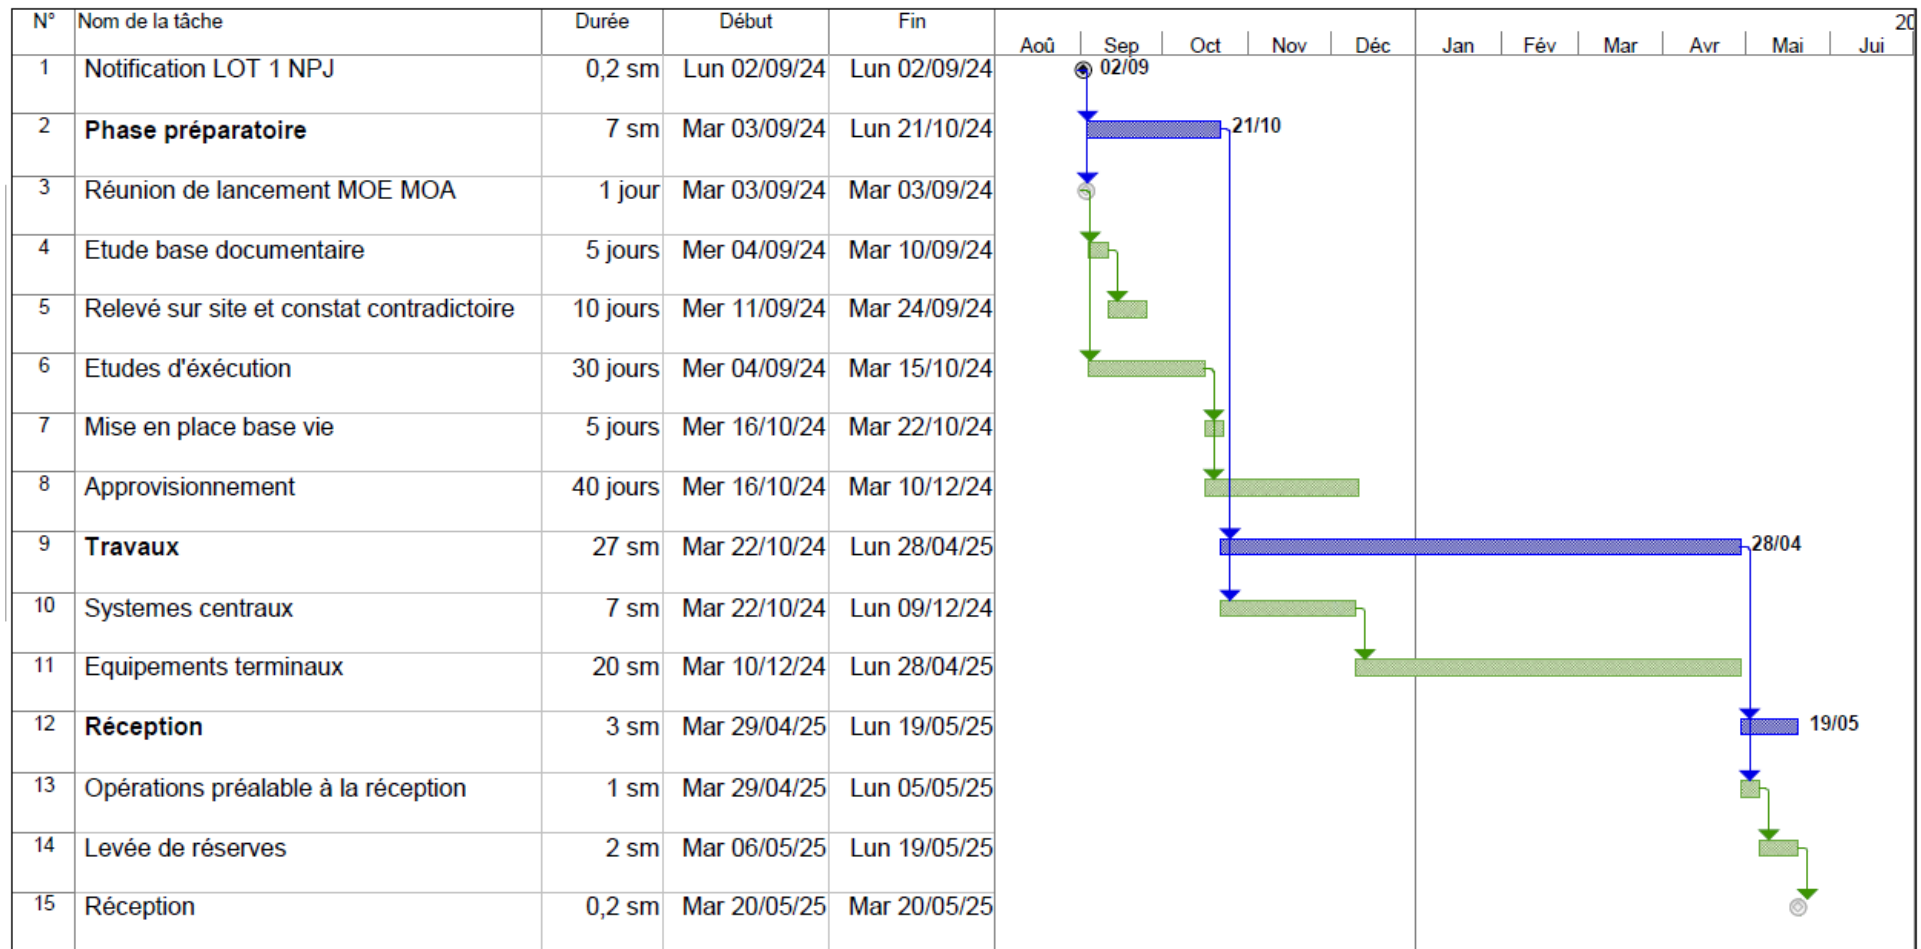 N° Nom de la tâche Durée Début Fin 20
Aoû Sep Oct Nov Déc Jan Fév Mar Avr Mai Jui
1 Notification LOT 1 NPJ 0,2 sm Lun 02/09/24 Lun 02/09/24 02/09
2 Phase préparatoire 7 sm Mar 03/09/24 Lun 21/10/24 21/10
3 Réunion de lancement MOE MOA 1 jour Mar 03/09/24 Mar 03/09/24
4 Etude base documentaire 5 jours Mer 04/09/24 Mar 10/09/24
5 Relevé sur site et constat contradictoire 10 jours Mer 11/09/24 Mar 24/09/24
6 Etudes d'éxécution 30 jours Mer 04/09/24 Mar 15/10/24
7 Mise en place base vie 5 jours Mer 16/10/24 Mar 22/10/24
8 Approvisionnement 40 jours Mer 16/10/24 Mar 10/12/24
9 Travaux 27 sm Mar 22/10/24 Lun 28/04/25 28/04
10 Systemes centraux 7 sm Mar 22/10/24 Lun 09/12/24
11 Equipements terminaux 20 sm Mar 10/12/24 Lun 28/04/25
12 Réception 3 sm Mar 29/04/25 Lun 19/05/25 19/05
13 Opérations préalable à la réception 1 sm Mar 29/04/25 Lun 05/05/25
14 Levée de réserves 2 sm Mar 06/05/25 Lun 19/05/25
15 Réception 0,2 sm Mar 20/05/25 Mar 20/05/25